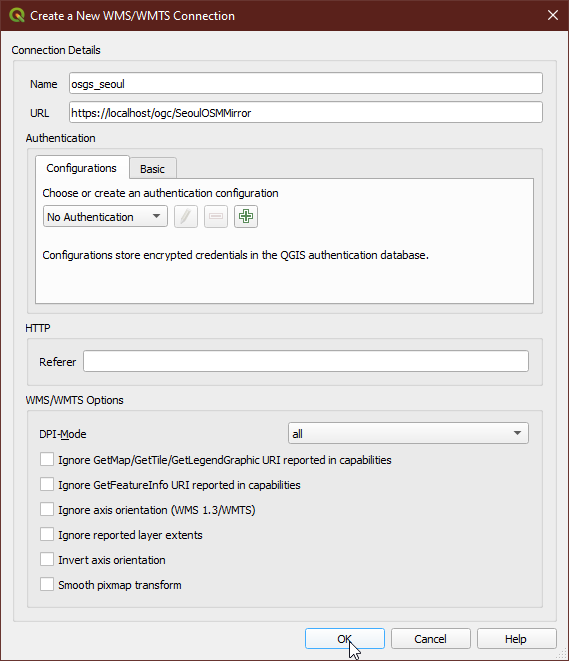 Create a New WMS/WMTS Connection
Connection Details
Name osgs_seoul
URL https://localhost/ogc/SeoulOSMMirror
Authentication
Configurations Basic
Choose or create an authentication configuration
No Authentication
Configurations store encrypted credentials in the QGIS authentication database.
HTTP
Referer
WMS/WMTS Options
DPI-Mode all
Ignore GetMap/GetTile/GetLegendGraphic URI reported in capabilities
Ignore GetFeatureInfo URI reported in capabilities
Ignore axis orientation (WMS 1.3/WMTS)
Ignore reported layer extents
Invert axis orientation
Smooth pixmap transform
OK Cancel Help